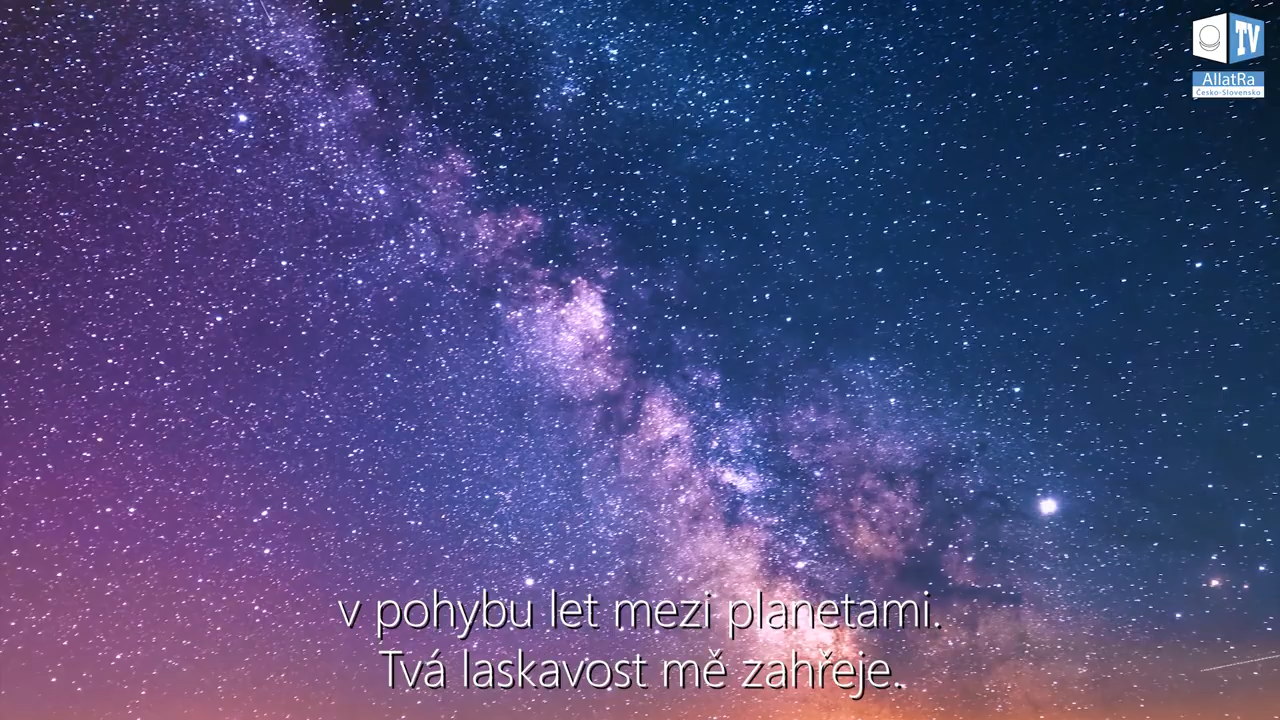 TV
AllatRa
Česko-Slovensko
v pohybu let mezi planetami.
Tvá laskavost mě zahřeje.